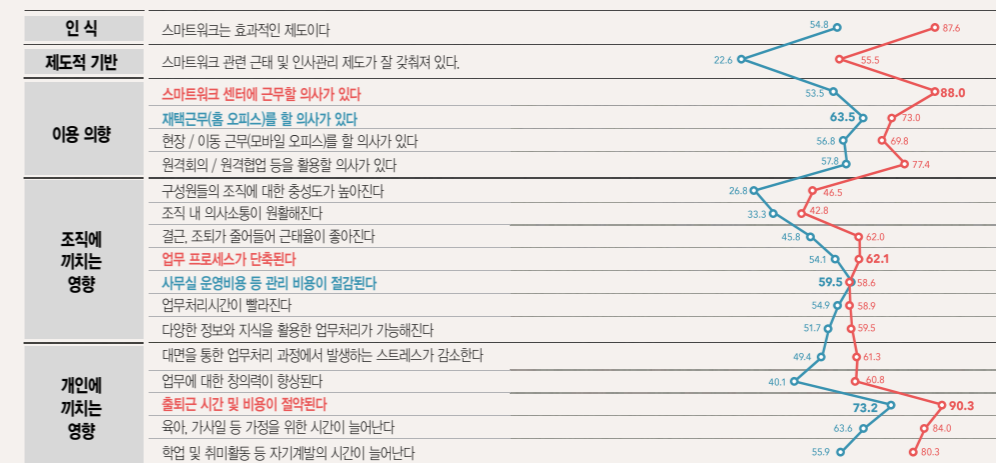 인 식
스마트워크는 효과적인 제도이다
54.8
87.6
제도적 기반
스마트워크 관련 근태 및 인사관리 제도가 잘 갖춰져 있다.
22.6
55.5
이용 의향
스마트워크 센터에 근무할 의사가 있다
53.5
88.0
재택근무(홈 오피스)를 할 의사가 있다
63.5
73.0
현장 / 이동 근무(모바일 오피스)를 할 의사가 있다
56.8
69.8
원격회의 / 원격협업 등을 활용할 의사가 있다
57.8
77.4
조직에
끼치는
영향
구성원들의 조직에 대한 충성도가 높아진다
26.8
46.5
조직 내 의사소통이 원활해진다
33.3
42.8
결근, 조퇴가 줄어들어 근태율이 좋아진다
45.8
62.0
업무 프로세스가 단축된다
54.1
62.1
사무실 운영비용 등 관리 비용이 절감된다
59.5
58.6
업무처리시간이 빨라진다
54.9
58.9
다양한 정보와 지식을 활용한 업무처리가 가능해진다
51.7
59.5
개인에
끼치는
영향
대면을 통한 업무처리 과정에서 발생하는 스트레스가 감소한다
49.4
61.3
업무에 대한 창의력이 향상된다
40.1
60.8
출퇴근 시간 및 비용이 절약된다
73.2
90.3
육아, 가사일 등 가정을 위한 시간이 늘어난다
63.6
84.0
학업 및 취미활동 등 자기계발의 시간이 늘어난다
55.9
80.3